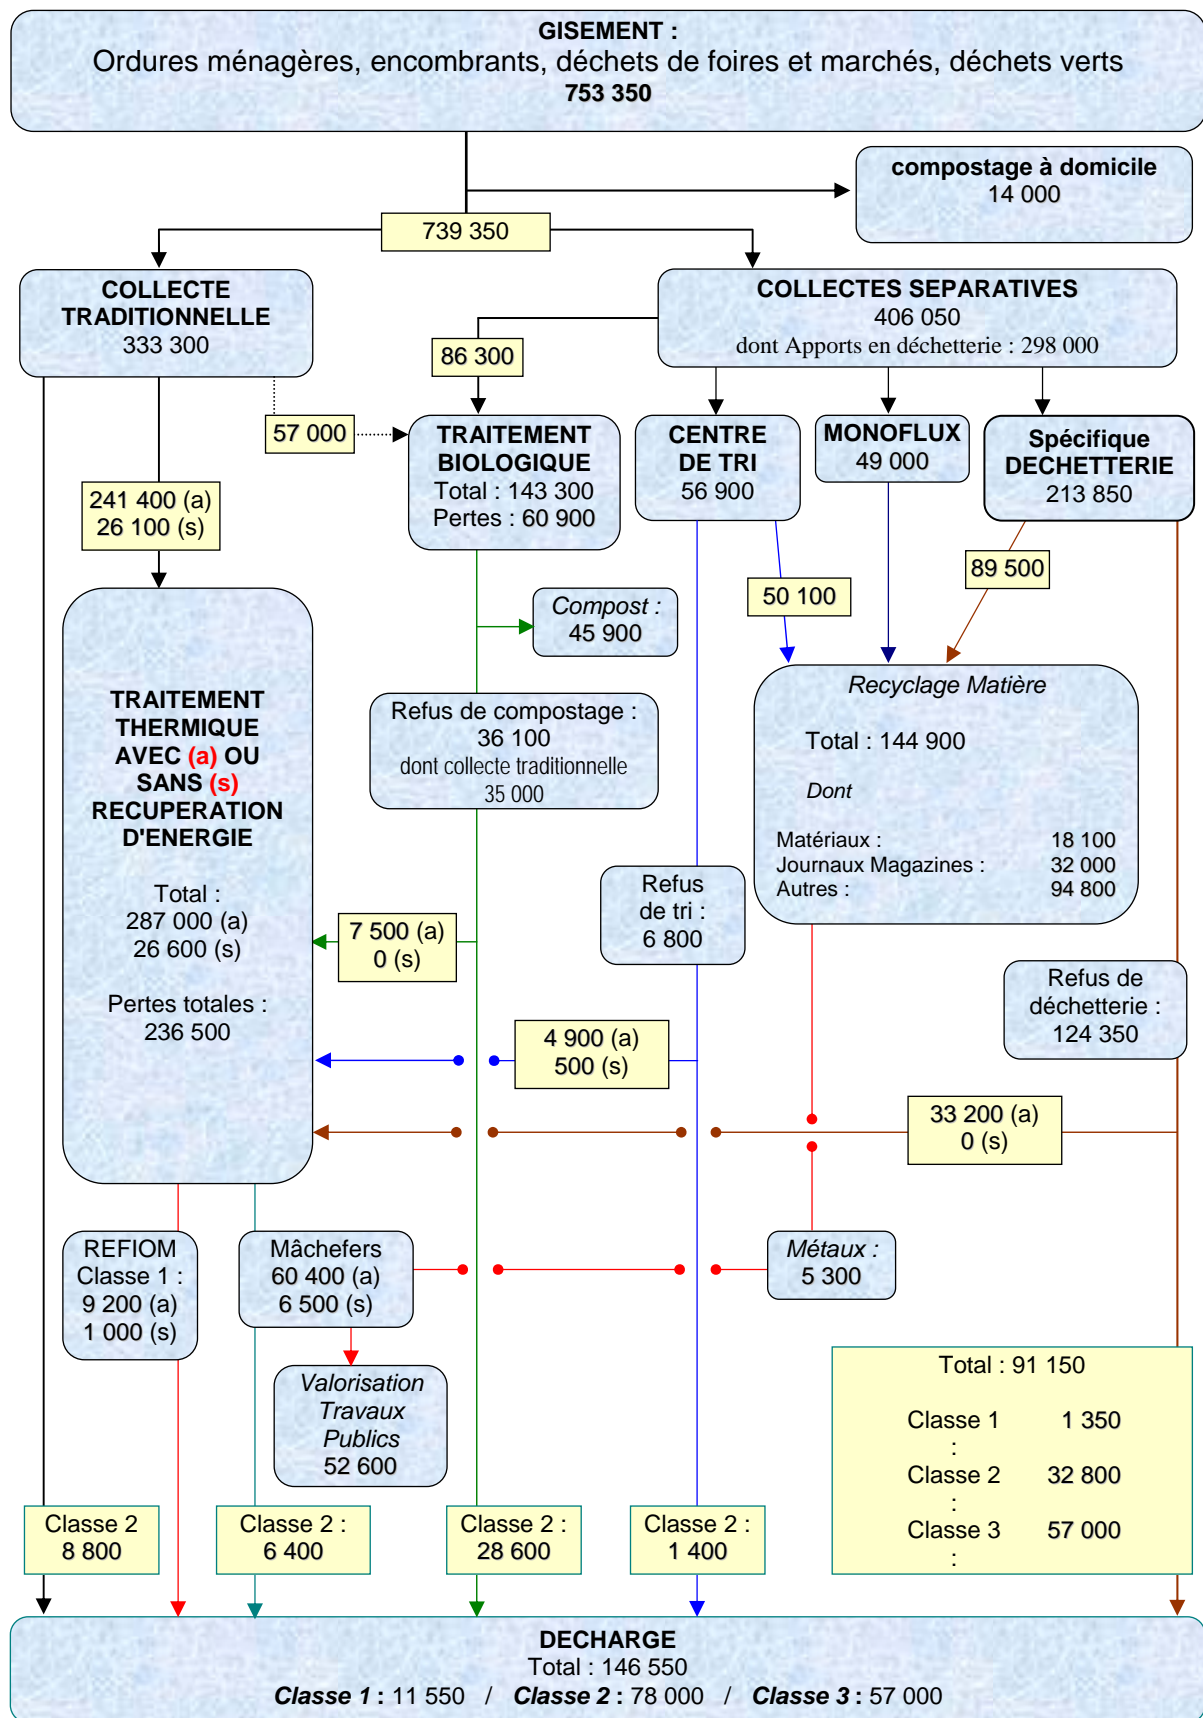 GISEMENT :
Ordures ménagères, encombrants, déchets de foires et marchés, déchets verts
753 350
compostage à domicile
14 000
739 350
COLLECTE
TRADITIONNELLE
333 300
COLLECTES SEPARATIVES
406 050
dont Apports en déchetterie : 298 000
86 300
57 000
TRAITEMENT
BIOLOGIQUE
Total : 143 300
Pertes : 60 900
CENTRE
DE TRI
56 900
MONOFLUX
49 000
Spécifique
DECHETTERIE
213 850
241 400 (a)
26 100 (s)
89 500
50 100
Compost :
45 900
TRAITEMENT
THERMIQUE
AVEC (a) OU
SANS (s)
RECUPERATION
D'ENERGIE
Total :
287 000 (a)
26 600 (s)
Pertes totales :
236 500
Refus de compostage :
36 100
dont collecte traditionnelle
35 000
Recyclage Matière
Total : 144 900
Dont
Matériaux : 18 100
Journaux Magazines : 32 000
Autres : 94 800
Refus
de tri :
6 800
7 500 (a)
0 (s)
Refus de
déchetterie :
124 350
4 900 (a)
500 (s)
33 200 (a)
0 (s)
REFIOM
Classe 1 :
9 200 (a)
1 000 (s)
Mâchefers
60 400 (a)
6 500 (s)
Métaux :
5 300
Valorisation
Travaux
Publics
52 600
Total : 91 150
Classe 1 1 350
:
Classe 2 32 800
:
Classe 3 57 000
:
Classe 2
8 800
Classe 2 :
6 400
Classe 2 :
28 600
Classe 2 :
1 400
DECHARGE
Total : 146 550
Classe 1 : 11 550 / Classe 2 : 78 000 / Classe 3 : 57 000